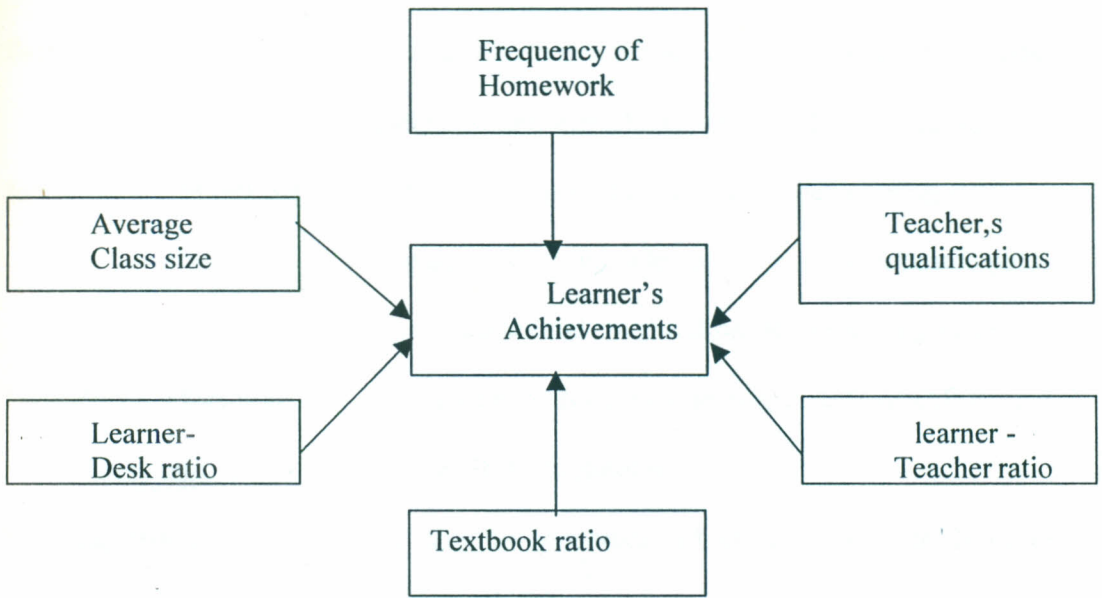 Frequency of
Homework
Average
Class size
Teacher,s
qualifications
Learner's
Achievements
Learner-
Desk ratio
learner -
Teacher ratio
Textbook ratio